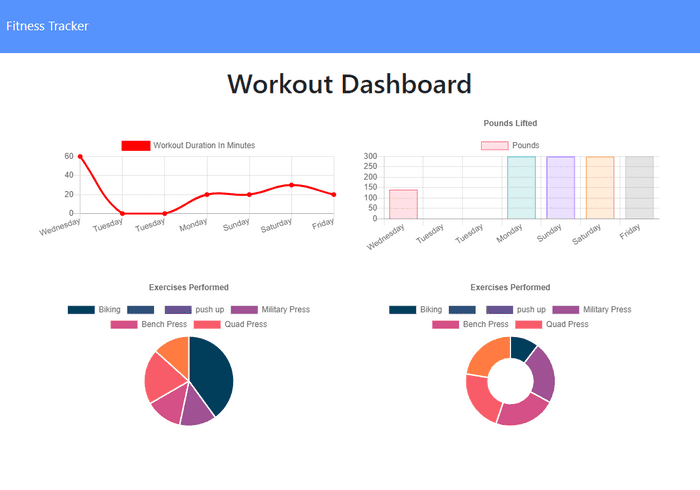 Fitness Tracker
Workout Dashboard
Workout Duration In Minutes
60
40
20
0
Wednesday Tuesday Tuesday Monday Sunday Saturday Friday
Pounds Lifted
Pounds
300
250
200
150
100
50
0
Wednesday Tuesday Tuesday Monday Sunday Saturday Friday
Exercises Performed
Biking push up Military Press
Bench Press Quad Press
Exercises Performed
Biking push up Military Press
Bench Press Quad Press